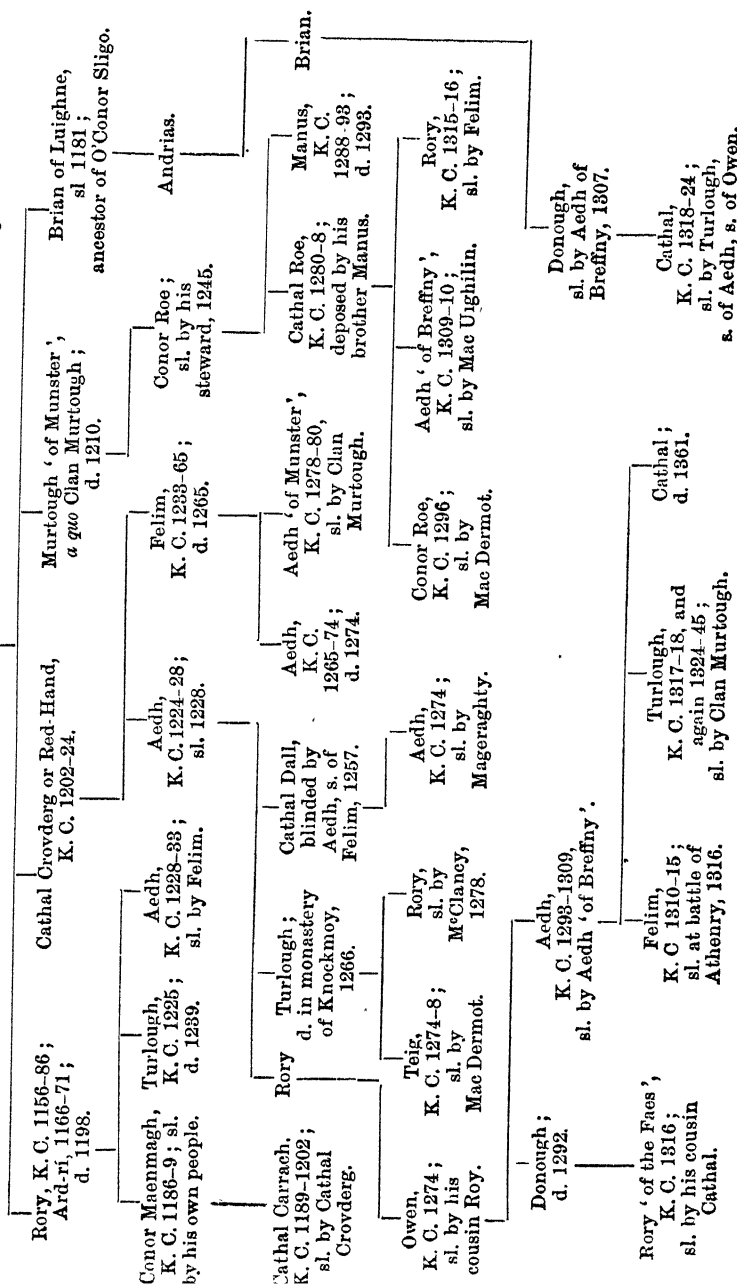 Rory, K. C. 1156–86 ;
Ard-rí, 1166–71 ;
d. 1198.
Cathal Crovderg or Red-Hand,
K. C. 1202–24.
Murtough ‘ of Munster’,
a quo Clan Murtough ;
d. 1210.
Brian of Luighne,
sl 1181 ;
ancestor of O'Conor Sligo.
Conor Maenmagh,
K. C. 1186–9 ; sl.
by his own people.
Turlough,
K. C. 1225 ;
d. 1239.
Aedh,
K. C. 1228–33 ;
sl. by Felim.
Aedh,
K. C. 1224–28 ;
sl. 1228.
Felim,
K. C. 1233–65 ;
d. 1265.
Conor Roe ;
sl. by his
steward, 1245.
Andrias.
Cathal Carrach.
K. C. 1189–1202 ;
sl. by Cathal
Crovderg.
Rory
Turlough ;
d. in monastery
of Knockmoy,
1266.
Cathal Dall,
blinded by
Aedh, s. of
Felim, 1257.
Aedh,
K. C.
1265–74 ;
d. 1274.
Aedh ‘ of Munster’,
K. C. 1278–80,
sl. by Clan
Murtough.
Cathal Roe,
K. C. 1280–8 ;
deposed by his
brother Manus.
Manus,
K. C.
1288–93 ;
d. 1293.
Brian.
Owen,
K. C. 1274 ;
sl. by his
cousin Roy.
Teig,
K. C. 1274–8 ;
sl. by
Mac Dermot.
Rory,
sl. by
McClancy,
1278.
Aedh,
K. C. 1274 ;
sl. by
Mageraghty.
Conor Roe,
K. C. 1296 ;
sl. by
Mac Dermot.
Aedh ‘ of Breffny’,
K. C. 1309–10 ;
sl. by Mac Uighilin.
Rory,
K. C. 1315–16 ;
sl. by Felim.
Donough ;
d. 1292.
Aedh,
K. C. 1293–1309,
sl. by Aedh ‘ of Breffny’.
Donough,
sl. by Aedh of
Breffny, 1307.
Rory ‘ of the Faes’,
K. C. 1316 ;
sl. by his cousin
Cathal.
Felim,
K. C 1310–15 ;
sl. at battle of
Athenry, 1316.
Turlough,
K. C. 1317–18, and
again 1324–45 ;
sl. by Clan Murtough.
Cathal ;
d. 1361.
Cathal,
K. C. 1318–24 ;
sl. by Turlough,
s. of Aedh, s. of Owen.